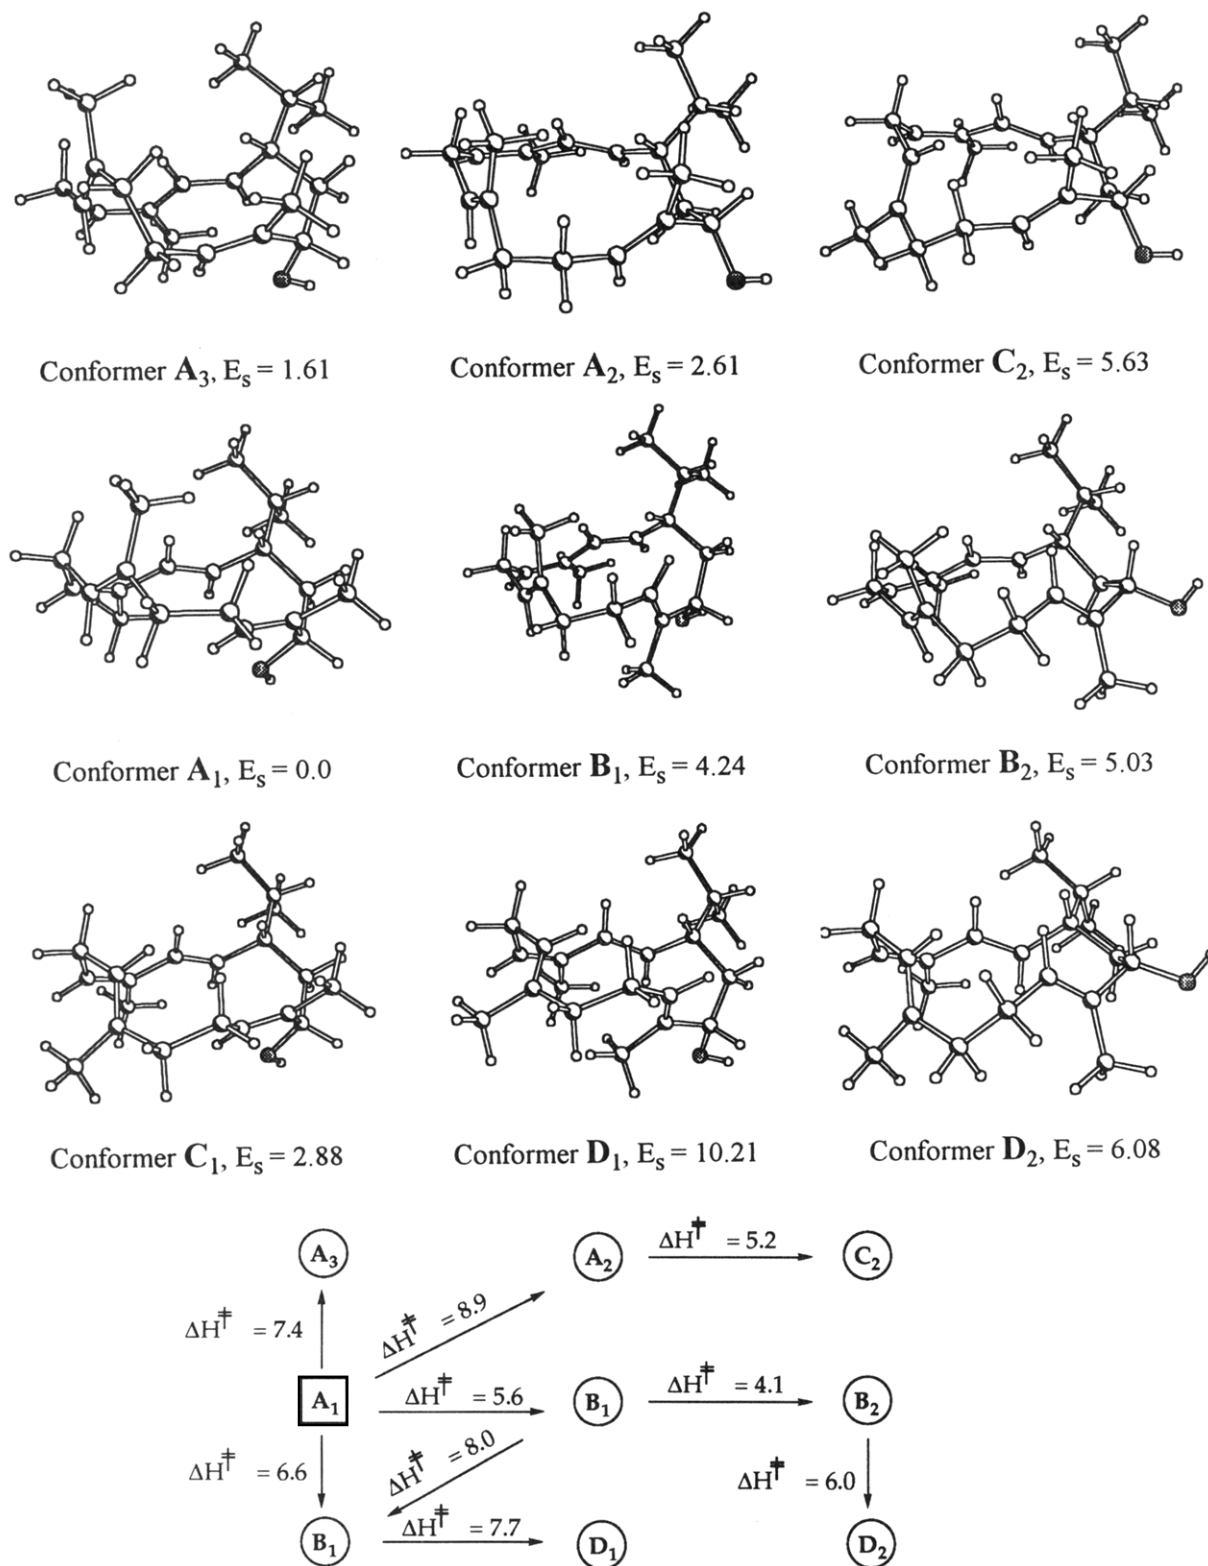 Conformer A3, Es = 1.61
Conformer A2, Es = 2.61
Conformer C2, Es = 5.63
Conformer A1, Es = 0.0
Conformer B1, Es = 4.24
Conformer B2, Es = 5.03
Conformer C1, Es = 2.88
Conformer D1, Es = 10.21
Conformer D2, Es = 6.08
A3
A2
ΔH‡ = 5.2
C2
ΔH‡ = 7.4
ΔH‡ = 8.9
A1
ΔH‡ = 5.6
B1
ΔH‡ = 4.1
B2
ΔH‡ = 6.6
ΔH‡ = 8.0
ΔH‡ = 6.0
B1
ΔH‡ = 7.7
D1
D2